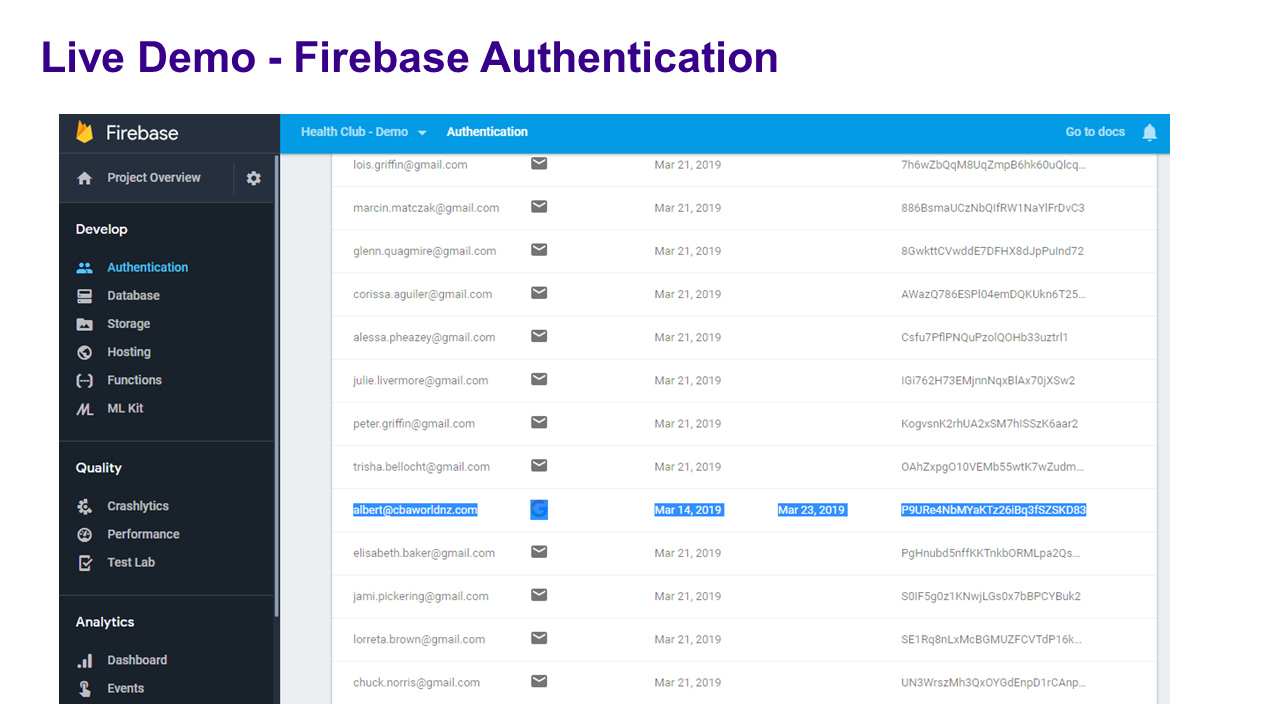 Live Demo - Firebase Authentication
Firebase
Health Club - Demo Authentication Go to docs
Project Overview
Develop
Authentication
Database
Storage
Hosting
Functions
ML Kit
Quality
Crashlytics
Performance
Test Lab
Analytics
Dashboard
Events
lois.griffin@gmail.com Mar 21, 2019 7h6wZbQqM8UqZmpB6hk60uQlcq...
marcin.matczak@gmail.com Mar 21, 2019 886BsmaUCzNbQIfRW1NaYlFrDvC3
glenn.quagmire@gmail.com Mar 21, 2019 8GwkttCVwddE7DFHX8dJpPuInd72
corissa.aguiler@gmail.com Mar 21, 2019 AWazQ786ESPl04emDQKUkn6T25...
alessa.pheazey@gmail.com Mar 21, 2019 Csfu7PflPNQuPzolQOHb33uztrl1
julie.livermore@gmail.com Mar 21, 2019 IGi762H73EMjnnNqxBlAx70jXSw2
peter.griffin@gmail.com Mar 21, 2019 KogvsnK2rhUA2xSM7hISSzK6aar2
trisha.bellocht@gmail.com Mar 21, 2019 OAhZxpgO10VEMb55wtK7wZudm...
albert@cbaworldnz.com Mar 14, 2019 Mar 23, 2019 P9URe4NbMYaKTz26iBq3fSZSKD83
elisabeth.baker@gmail.com Mar 21, 2019 PgHnubd5nffKKTnkbORMLpa2Qs...
jami.pickering@gmail.com Mar 21, 2019 S0IF5g0z1KNwjLGs0x7bBPCYBuk2
lorreta.brown@gmail.com Mar 21, 2019 SE1Rq8nLxMcBGMUZFCVTdP16k...
chuck.norris@gmail.com Mar 21, 2019 UN3WrszMh3QxOYGdEnpD1rCAnp...